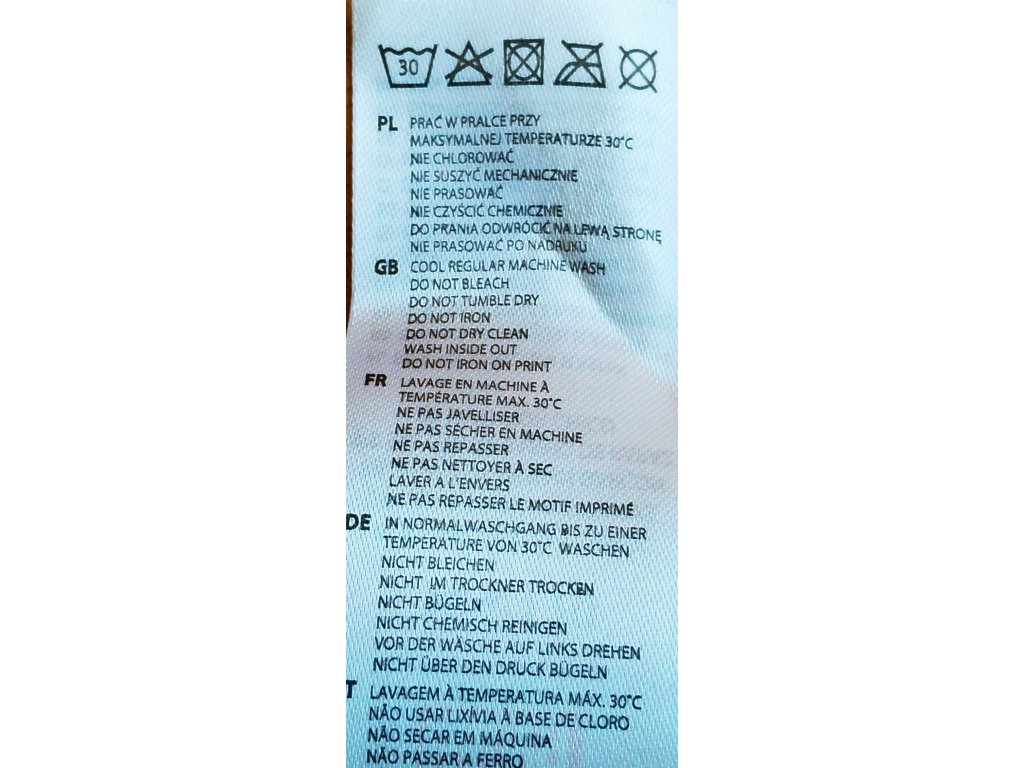 30
PL PRAĆ W PRALCE PRZY
MAKSYMALNEJ TEMPERATURZE 30°C
NIE CHLOROWAĆ
NIE SUSZYĆ MECHANICZNIE
NIE PRASOWAĆ
NIE CZYŚCIĆ CHEMICZNIE
DO PRANIA ODWRÓCIĆ NA LEWĄ STRONĘ
NIE PRASOWAĆ PO NADRUKU
GB COOL REGULAR MACHINE WASH
DO NOT BLEACH
DO NOT TUMBLE DRY
DO NOT IRON
DO NOT DRY CLEAN
WASH INSIDE OUT
DO NOT IRON ON PRINT
FR LAVAGE EN MACHINE À
TEMPÉRATURE MAX. 30°C
NE PAS JAVELLISER
NE PAS SÉCHER EN MACHINE
NE PAS REPASSER
NE PAS NETTOYER À SEC
LAVER A L'ENVERS
NE PAS REPASSER LE MOTIF IMPRIMÉ
DE IN NORMALWASCHGANG BIS ZU EINER
TEMPERATURE VON 30°C WASCHEN
NICHT BLEICHEN
NICHT IM TROCKNER TROCKEN
NICHT BÜGELN
NICHT CHEMISCH REINIGEN
VOR DER WÄSCHE AUF LINKS DREHEN
NICHT ÜBER DEN DRUCK BÜGELN
T LAVAGEM À TEMPERATURA MÁX. 30°C
NÃO USAR LIXÍVIA À BASE DE CLORO
NÃO SECAR EM MÁQUINA
NÃO PASSAR A FERRO